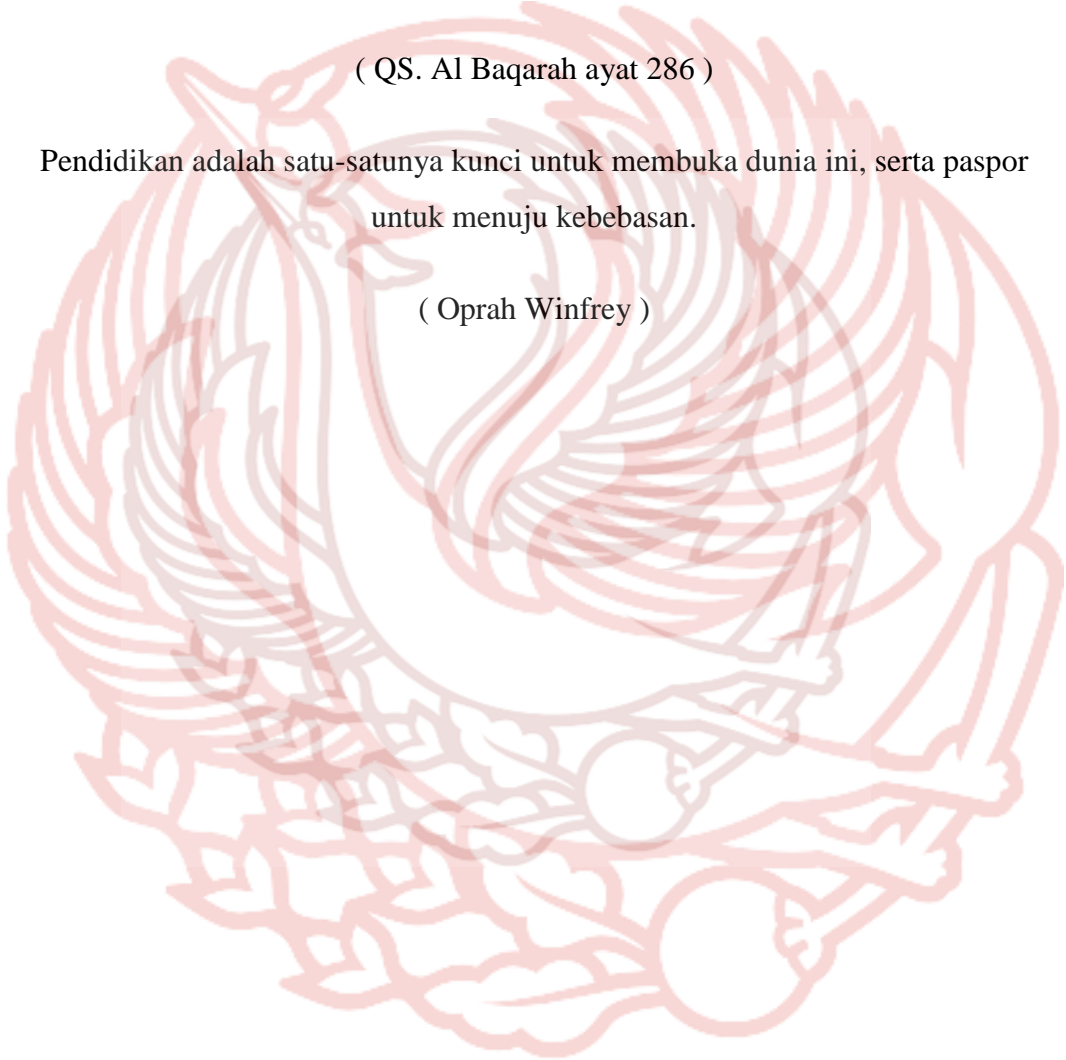 ( QS. Al Baqarah ayat 286 )
Pendidikan adalah satu-satunya kunci untuk membuka dunia ini, serta paspor
untuk menuju kebebasan.
( Oprah Winfrey )